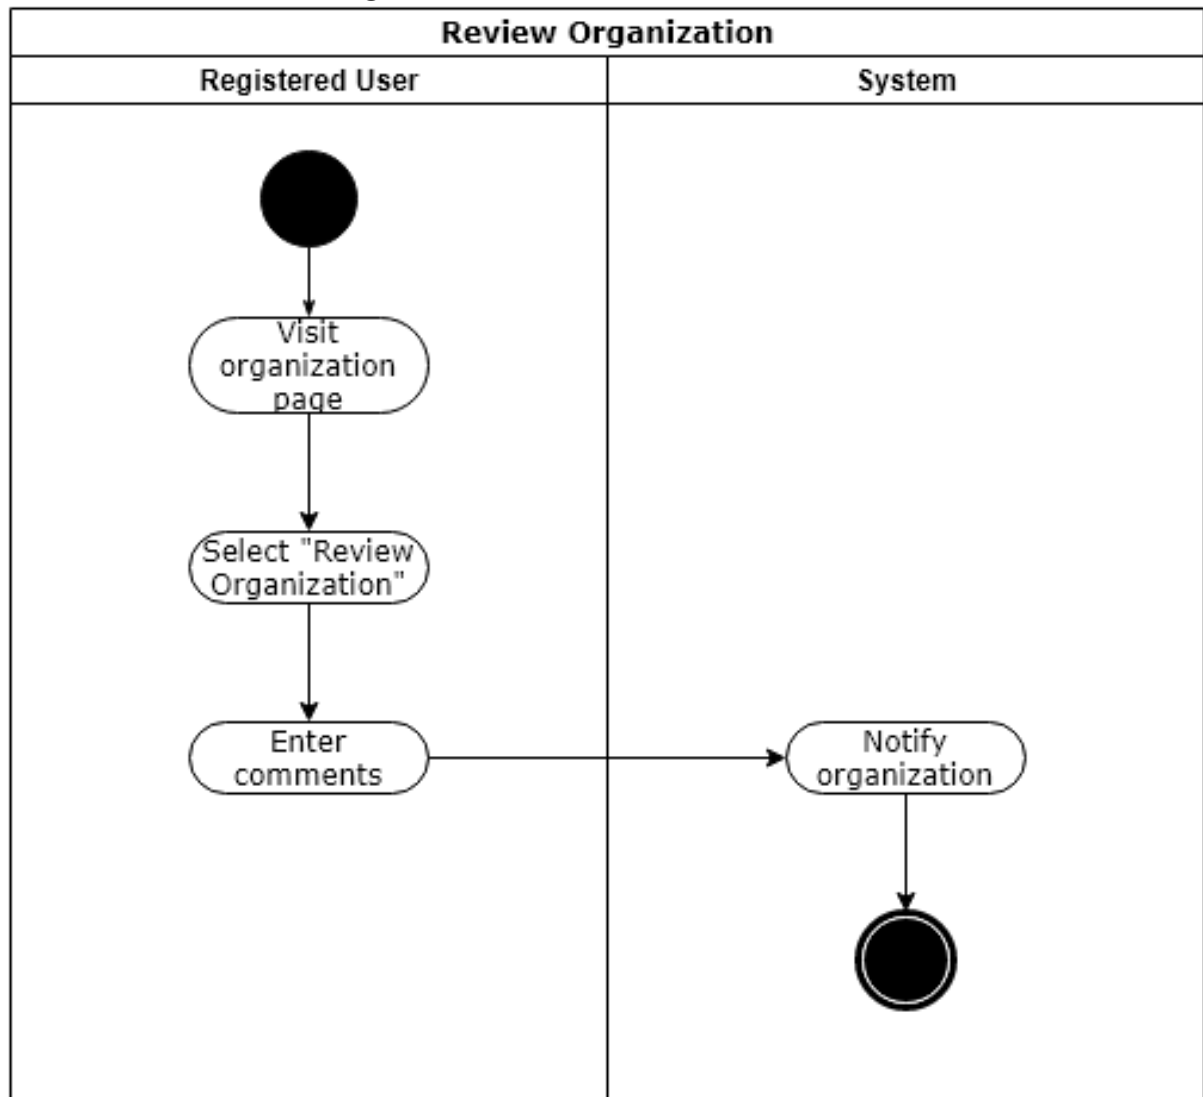 Review Organization
Registered User
System
Visit
organization
page
Select "Review
Organization"
Enter
comments
Notify
organization